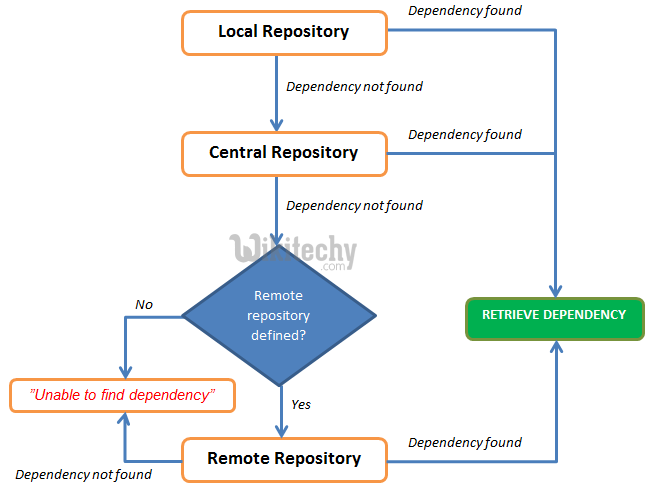 Dependency found
Local Repository
Dependency not found
Dependency found
Central Repository
Dependency not found
Wikitechy
.com
Remote
repository
defined?
No
RETRIEVE DEPENDENCY
"Unable to find dependency"
Yes
Dependency found
Remote Repository
Dependency not found